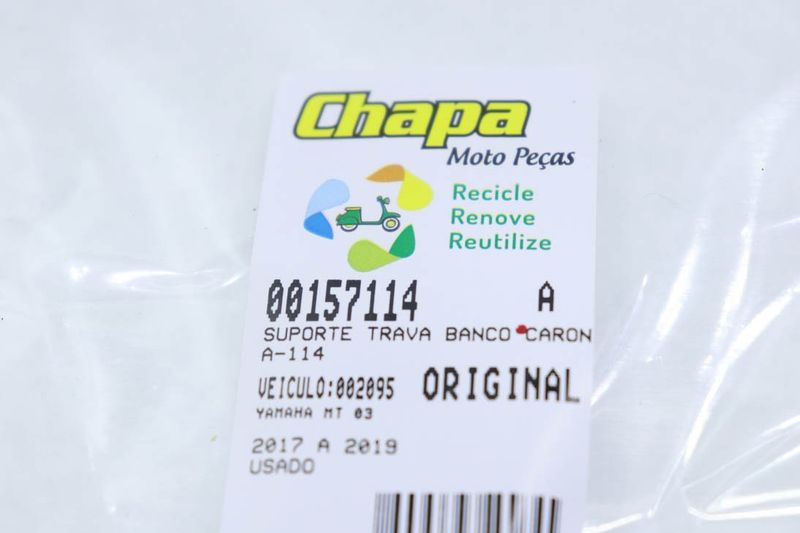 Chapa
Moto Peças
Recicle
Renove
Reutilize
00157114 A
SUPORTE TRAVA BANCO CARON
A-114
VEICULO:002095 ORIGINAL
YAMAHA MT 03
2017 A 2019
USADO